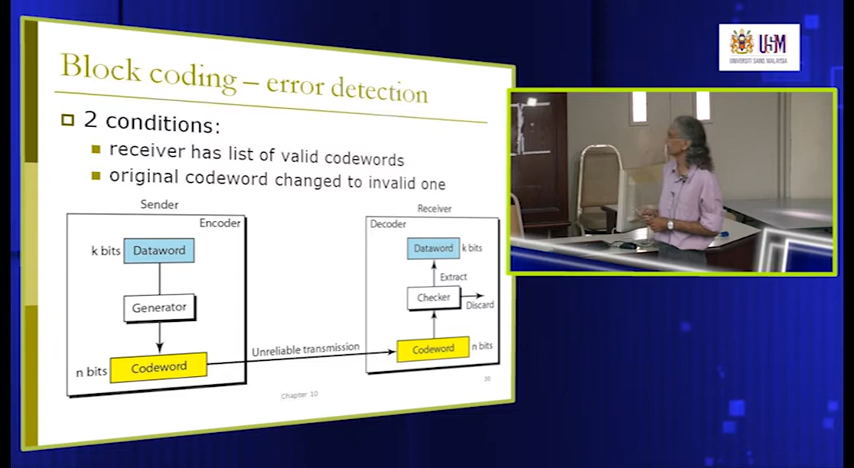 Block coding – error detection
2 conditions:
receiver has list of valid codewords
original codeword changed to invalid one
Sender
Encoder
k bits
Dataword
Generator
n bits
Codeword
Unreliable transmission
Receiver
Decoder
Dataword
k bits
Extract
Checker
Discard
Codeword
n bits
Chapter 10
USM
UNIVERSITI SAINS MALAYSIA